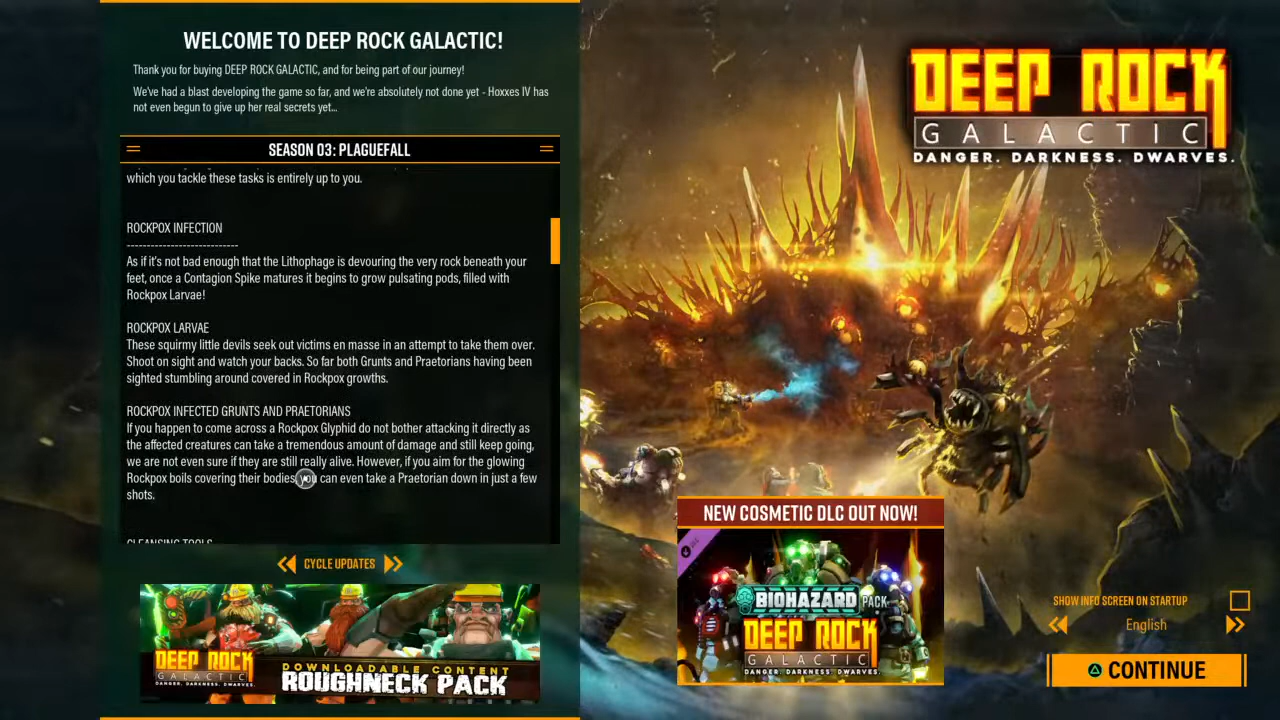 WELCOME TO DEEP ROCK GALACTIC!
Thank you for buying DEEP ROCK GALACTIC, and for being part of our journey!
We've had a blast developing the game so far, and we're absolutely not done yet - Hoxxes IV has
not even begun to give up her real secrets yet...
SEASON 03: PLAGUEFALL
which you tackle these tasks is entirely up to you.
ROCKPOX INFECTION
----------------------------
As if it's not bad enough that the Lithophage is devouring the very rock beneath your
feet, once a Contagion Spike matures it begins to grow pulsating pods, filled with
Rockpox Larvae!
ROCKPOX LARVAE
These squirmy little devils seek out victims en masse in an attempt to take them over.
Shoot on sight and watch your backs. So far both Grunts and Praetorians having been
sighted stumbling around covered in Rockpox growths.
ROCKPOX INFECTED GRUNTS AND PRAETORIANS
If you happen to come across a Rockpox Glyphid do not bother attacking it directly as
the affected creatures can take a tremendous amount of damage and still keep going,
we are not even sure if they are still really alive. However, if you aim for the glowing
Rockpox boils covering their bodies, you can even take a Praetorian down in just a few
shots.
CLEANSING TOOLS
CYCLE UPDATES
DEEP ROCK
GALACTIC
DANGER. DARKNESS. DWARVES.
DOWNLOADABLE CONTENT
ROUGHNECK PACK
DEEP ROCK
GALACTIC
DANGER. DARKNESS. DWARVES.
NEW COSMETIC DLC OUT NOW!
DLC
BIOHAZARD PACK
DEEP ROCK
GALACTIC
DANGER. DARKNESS. DWARVES.
SHOW INFO SCREEN ON STARTUP
English
CONTINUE